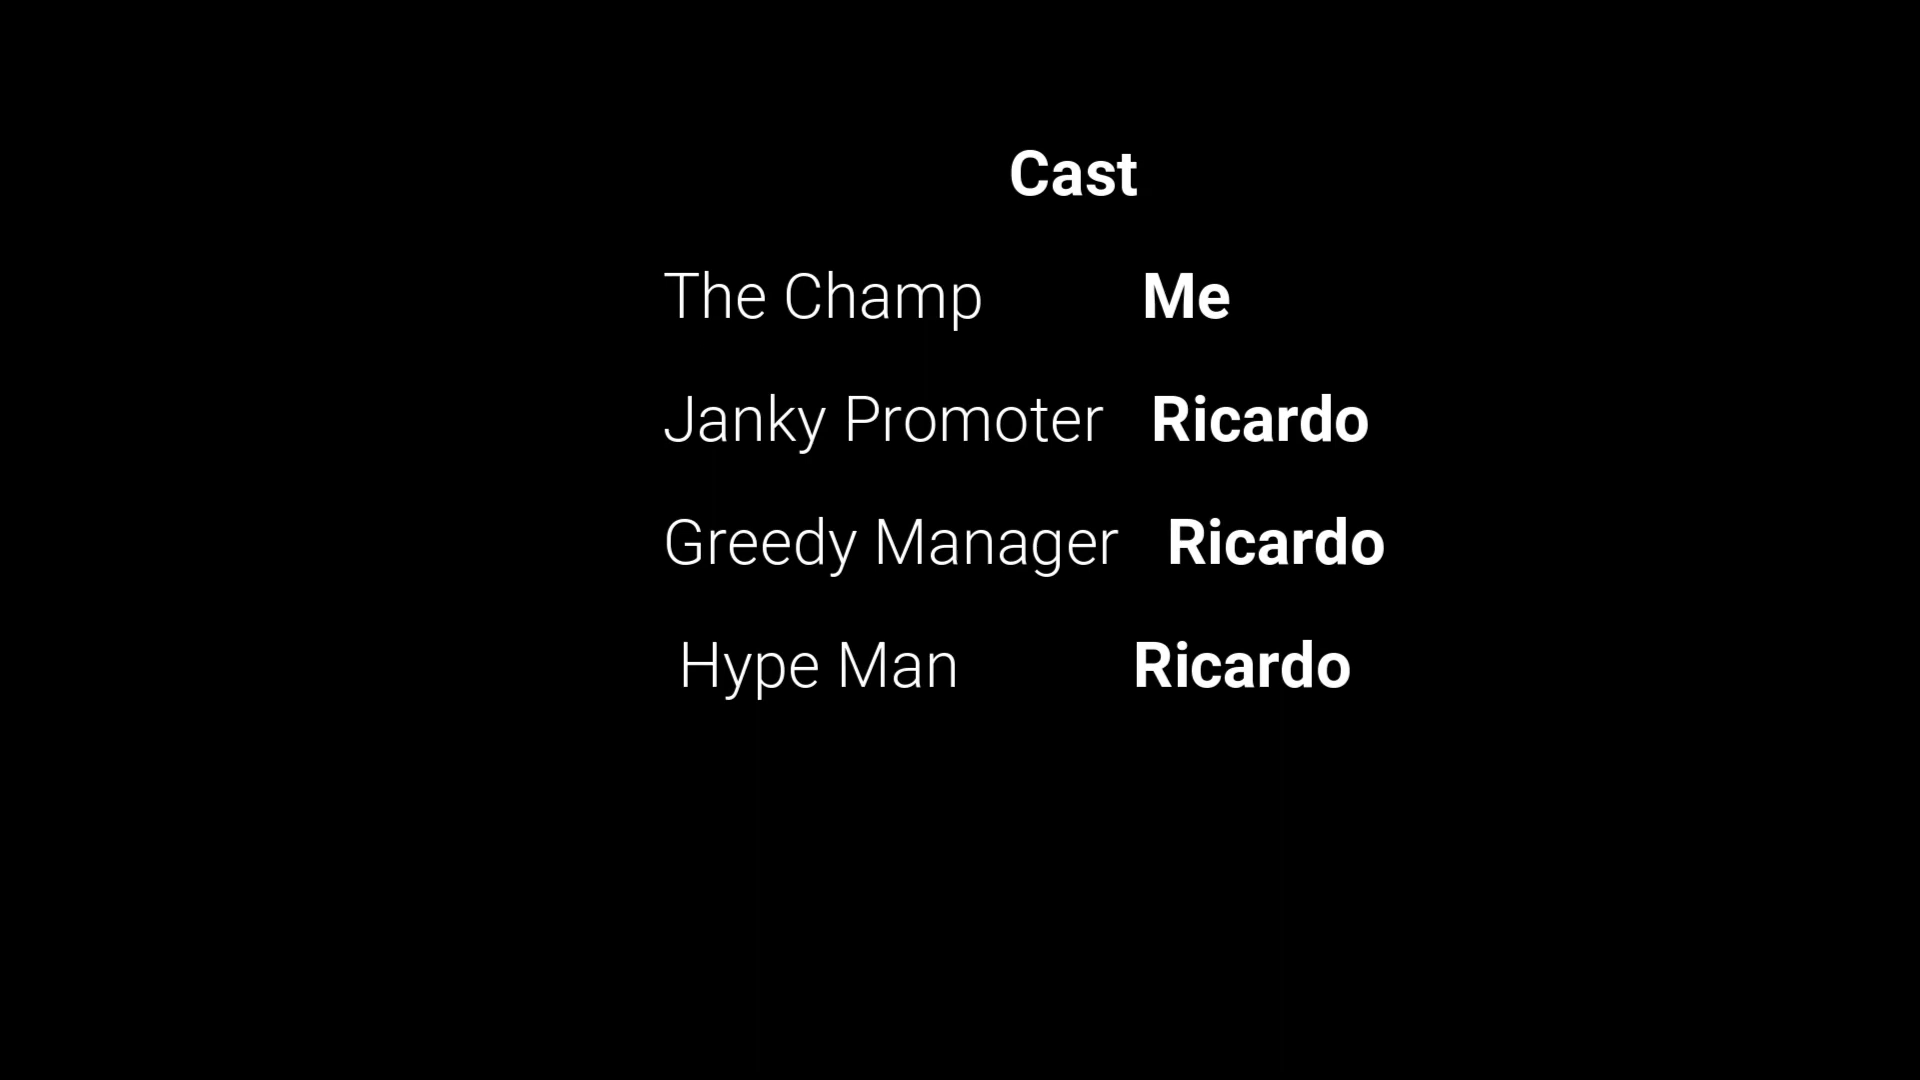 Cast
The Champ Me
Janky Promoter Ricardo
Greedy Manager Ricardo
Hype Man Ricardo